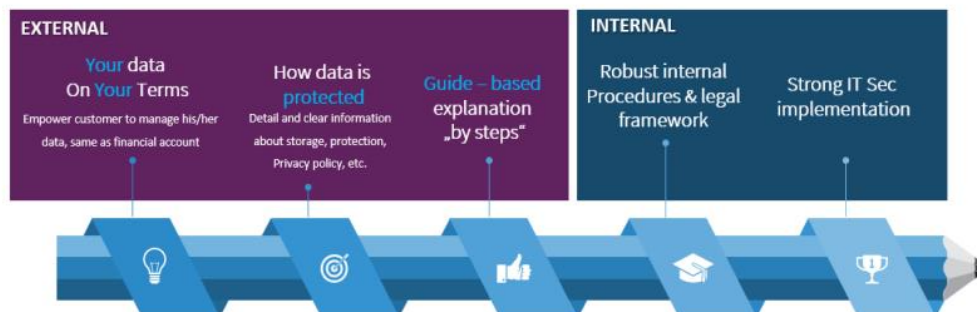 EXTERNAL
Your data
On Your Terms
Empower customer to manage his/her
data, same as financial account
How data is
protected
Detail and clear information
about storage, protection,
Privacy policy, etc.
Guide – based
explanation
„by steps“
INTERNAL
Robust internal
Procedures & legal
framework
Strong IT Sec
implementation
1